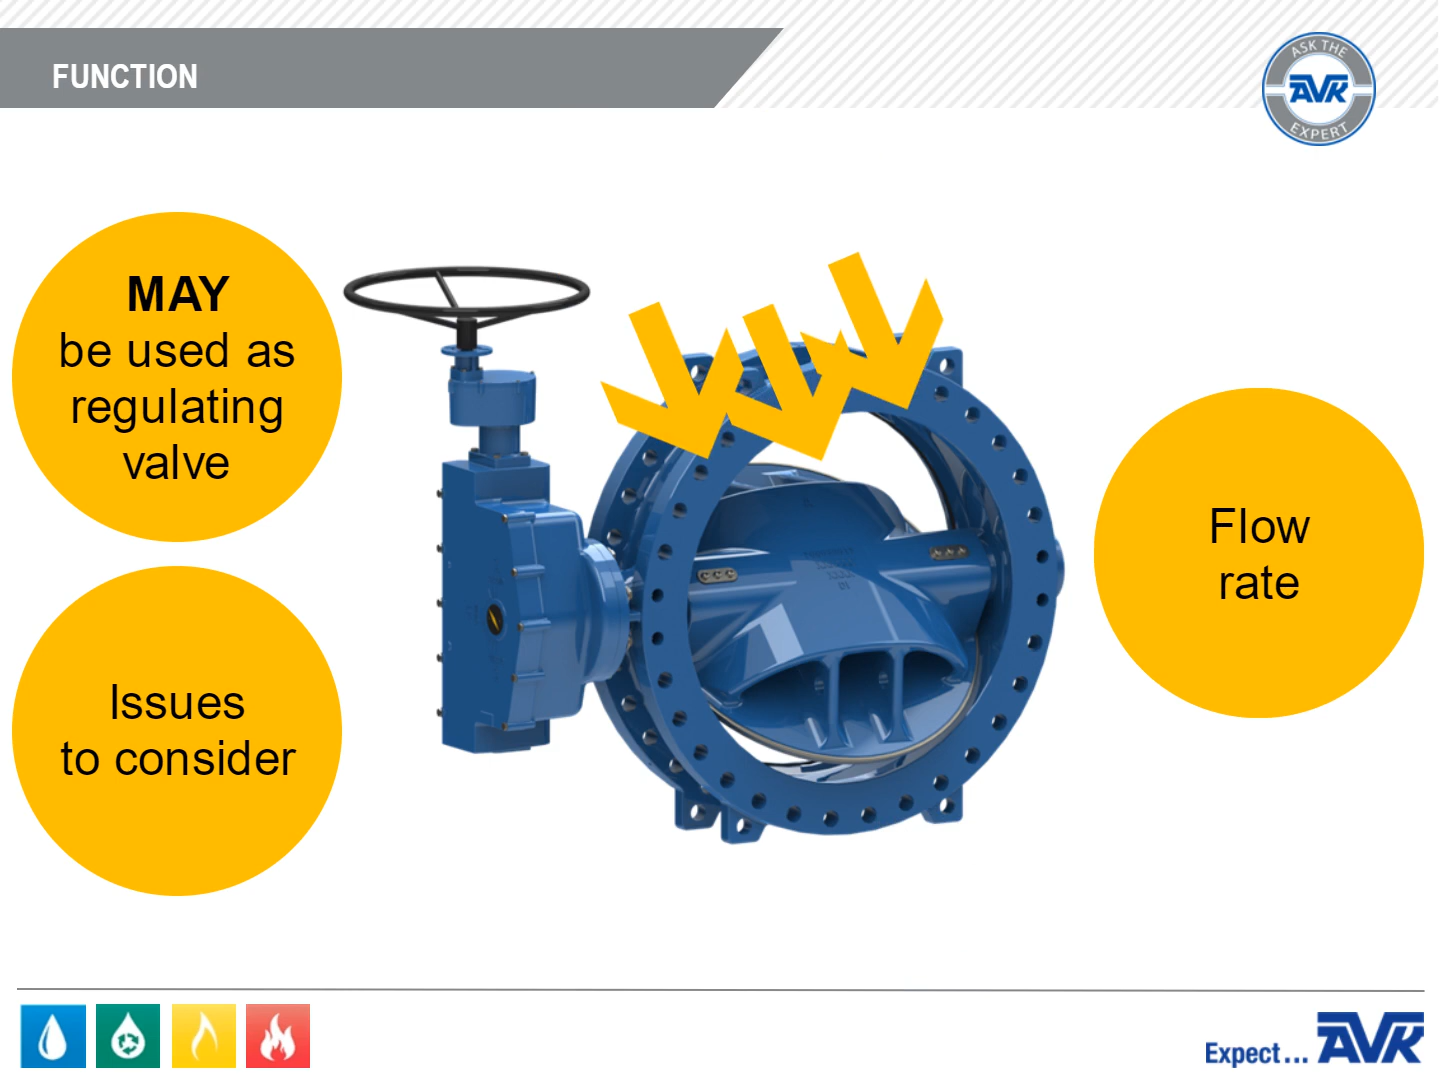 FUNCTION
ASK THE
AVK
EXPERT
MAY
be used as
regulating
valve
Issues
to consider
Flow
rate
Expect...
AVK